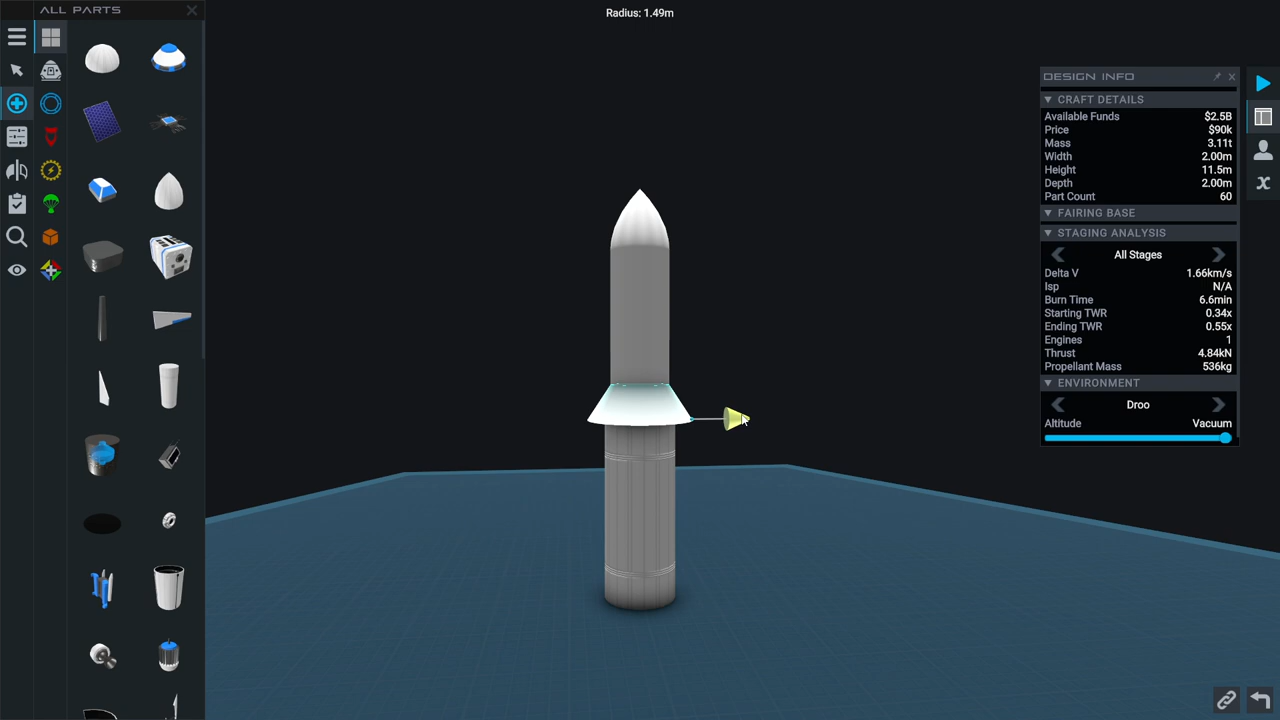 ALL PARTS
Radius: 1.49m
DESIGN INFO
CRAFT DETAILS
Available Funds $2.5B
Price $90k
Mass 3.11t
Width 2.00m
Height 11.5m
Depth 2.00m
Part Count 60
FAIRING BASE
STAGING ANALYSIS
All Stages
Delta V 1.66km/s
Isp N/A
Burn Time 6.6min
Starting TWR 0.34x
Ending TWR 0.55x
Engines 1
Thrust 4.84kN
Propellant Mass 536kg
ENVIRONMENT
Droo
Altitude Vacuum